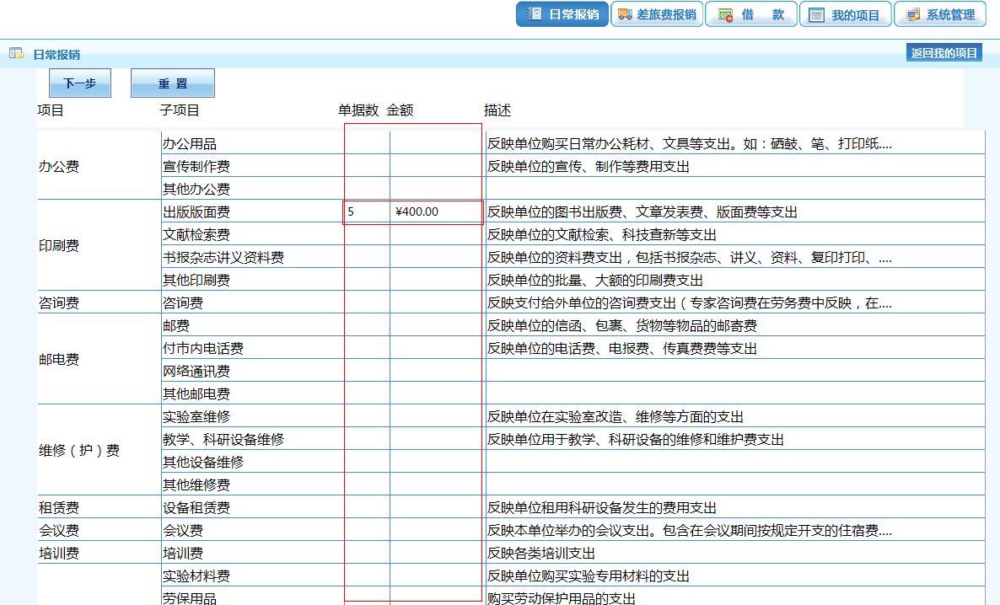 日常报销 差旅费报销 借 款 我的项目 系统管理
日常报销 返回我的项目
下一步 重 置
项目 子项目 单据数 金额 描述
办公费
办公用品 反映单位购买日常办公耗材、文具等支出。如：硒鼓、笔、打印纸....
宣传制作费 反映单位的宣传、制作等费用支出
其他办公费
印刷费
出版版面费 5 ¥400.00 反映单位的图书出版费、文章发表费、版面费等支出
文献检索费 反映单位的文献检索、科技查新等支出
书报杂志讲义资料费 反映单位的资料费支出，包括书报杂志、讲义、资料、复印打印、....
其他印刷费 反映单位的批量、大额的印刷费支出
咨询费 咨询费 反映支付给外单位的咨询费支出（专家咨询费在劳务费中反映，在....
邮电费
邮费 反映单位的信函、包裹、货物等物品的邮寄费
付市内电话费 反映单位的电话费、电报费、传真费费等支出
网络通讯费
其他邮电费
维修（护）费
实验室维修 反映单位在实验室改造、维修等方面的支出
教学、科研设备维修 反映单位用于教学、科研设备的维修和维护费支出
其他设备维修
其他维修费
租赁费 设备租赁费 反映单位租用科研设备发生的费用支出
会议费 会议费 反映本单位举办的会议支出。包含在会议期间按规定开支的住宿费....
培训费 培训费 反映各类培训支出
实验材料费 反映单位购买实验专用材料的支出
劳保用品 购买劳动保护用品的支出